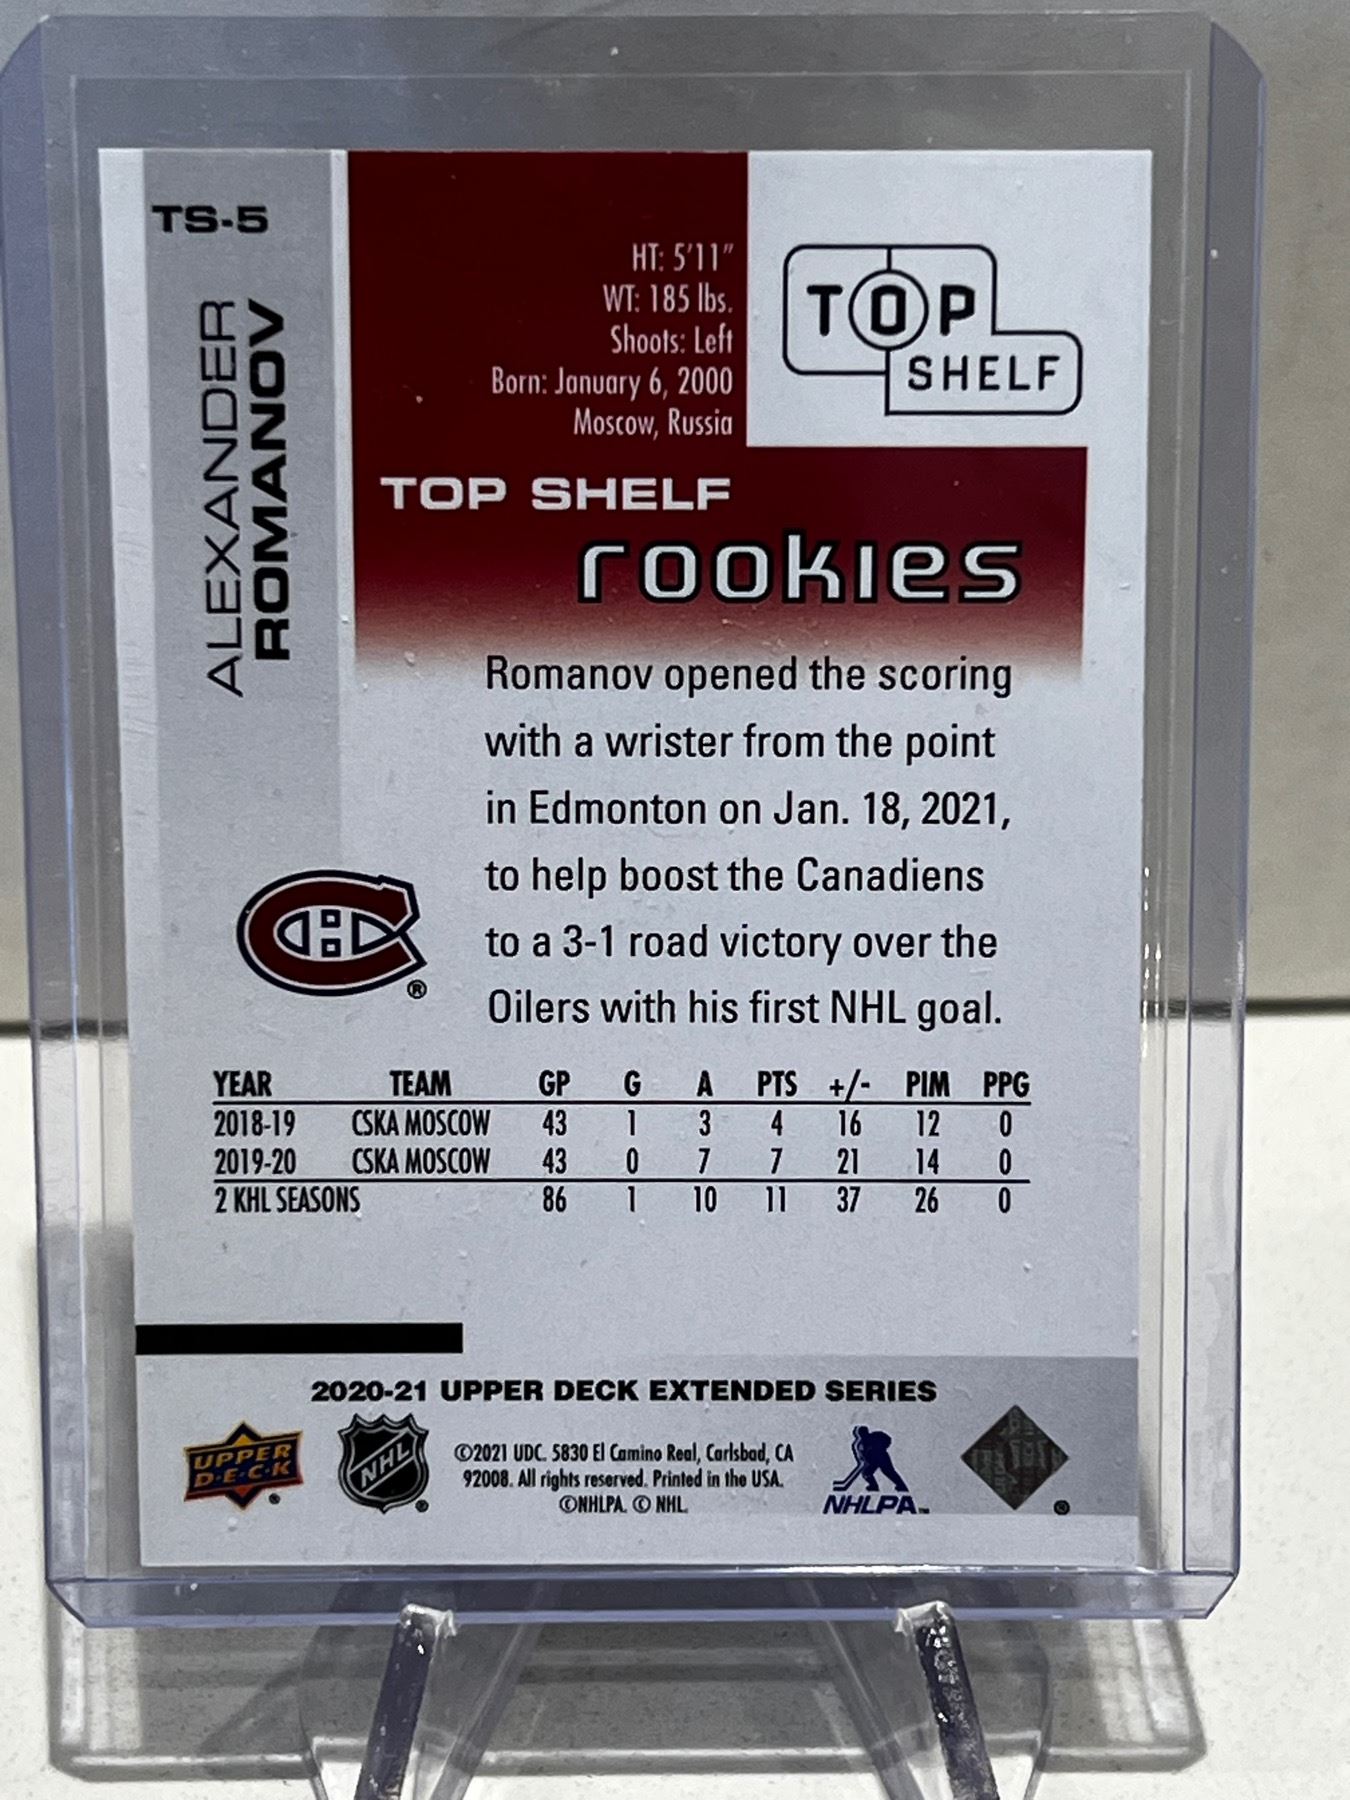 TS-5
ALEXANDER
ROMANOV
HT: 5'11"
WT: 185 lbs.
Shoots: Left
Born: January 6, 2000
Moscow, Russia
TOP
SHELF
TOP SHELF
rookies
Romanov opened the scoring
with a wrister from the point
in Edmonton on Jan. 18, 2021,
to help boost the Canadiens
to a 3-1 road victory over the
Oilers with his first NHL goal.
CH®
YEAR TEAM GP G A PTS +/- PIM PPG
2018-19 CSKA MOSCOW 43 1 3 4 16 12 0
2019-20 CSKA MOSCOW 43 0 7 7 21 14 0
2 KHL SEASONS 86 1 10 11 37 26 0
2020-21 UPPER DECK EXTENDED SERIES
UPPER
D·E·C·K®
NHL®
©2021 UDC. 5830 El Camino Real, Carlsbad, CA
92008. All rights reserved. Printed in the USA.
©NHLPA. © NHL.
NHLPA™
®